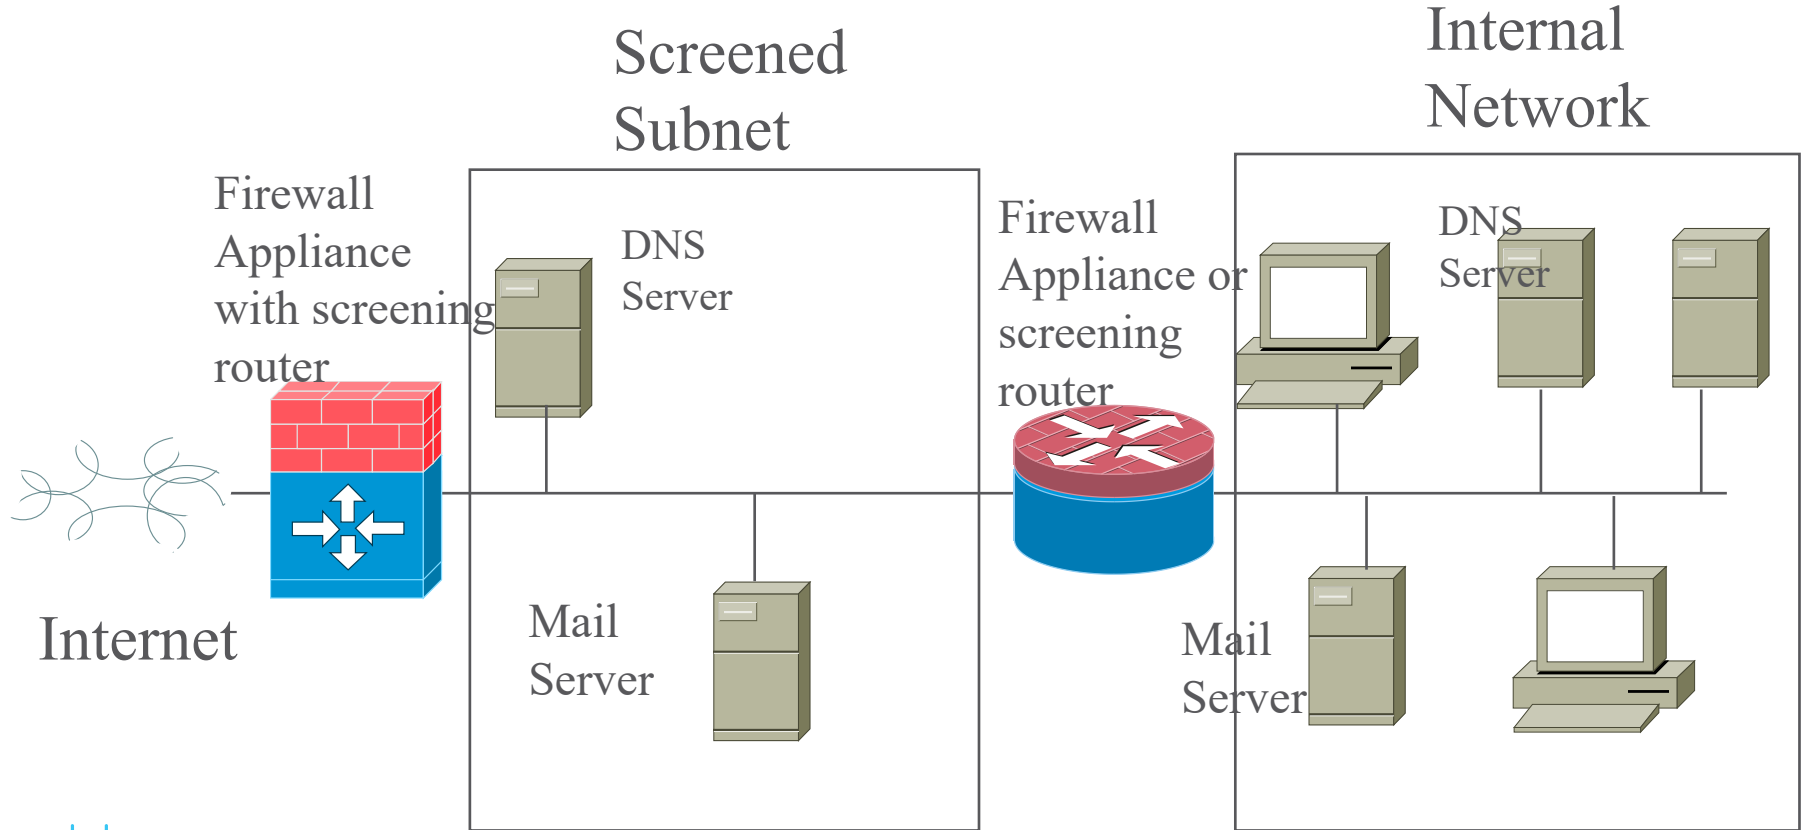 Screened
Subnet
Internal
Network
Firewall
Appliance
with screening
router
DNS
Server
Firewall
Appliance or
screening
router
DNS
Server
Internet
Mail
Server
Mail
Server